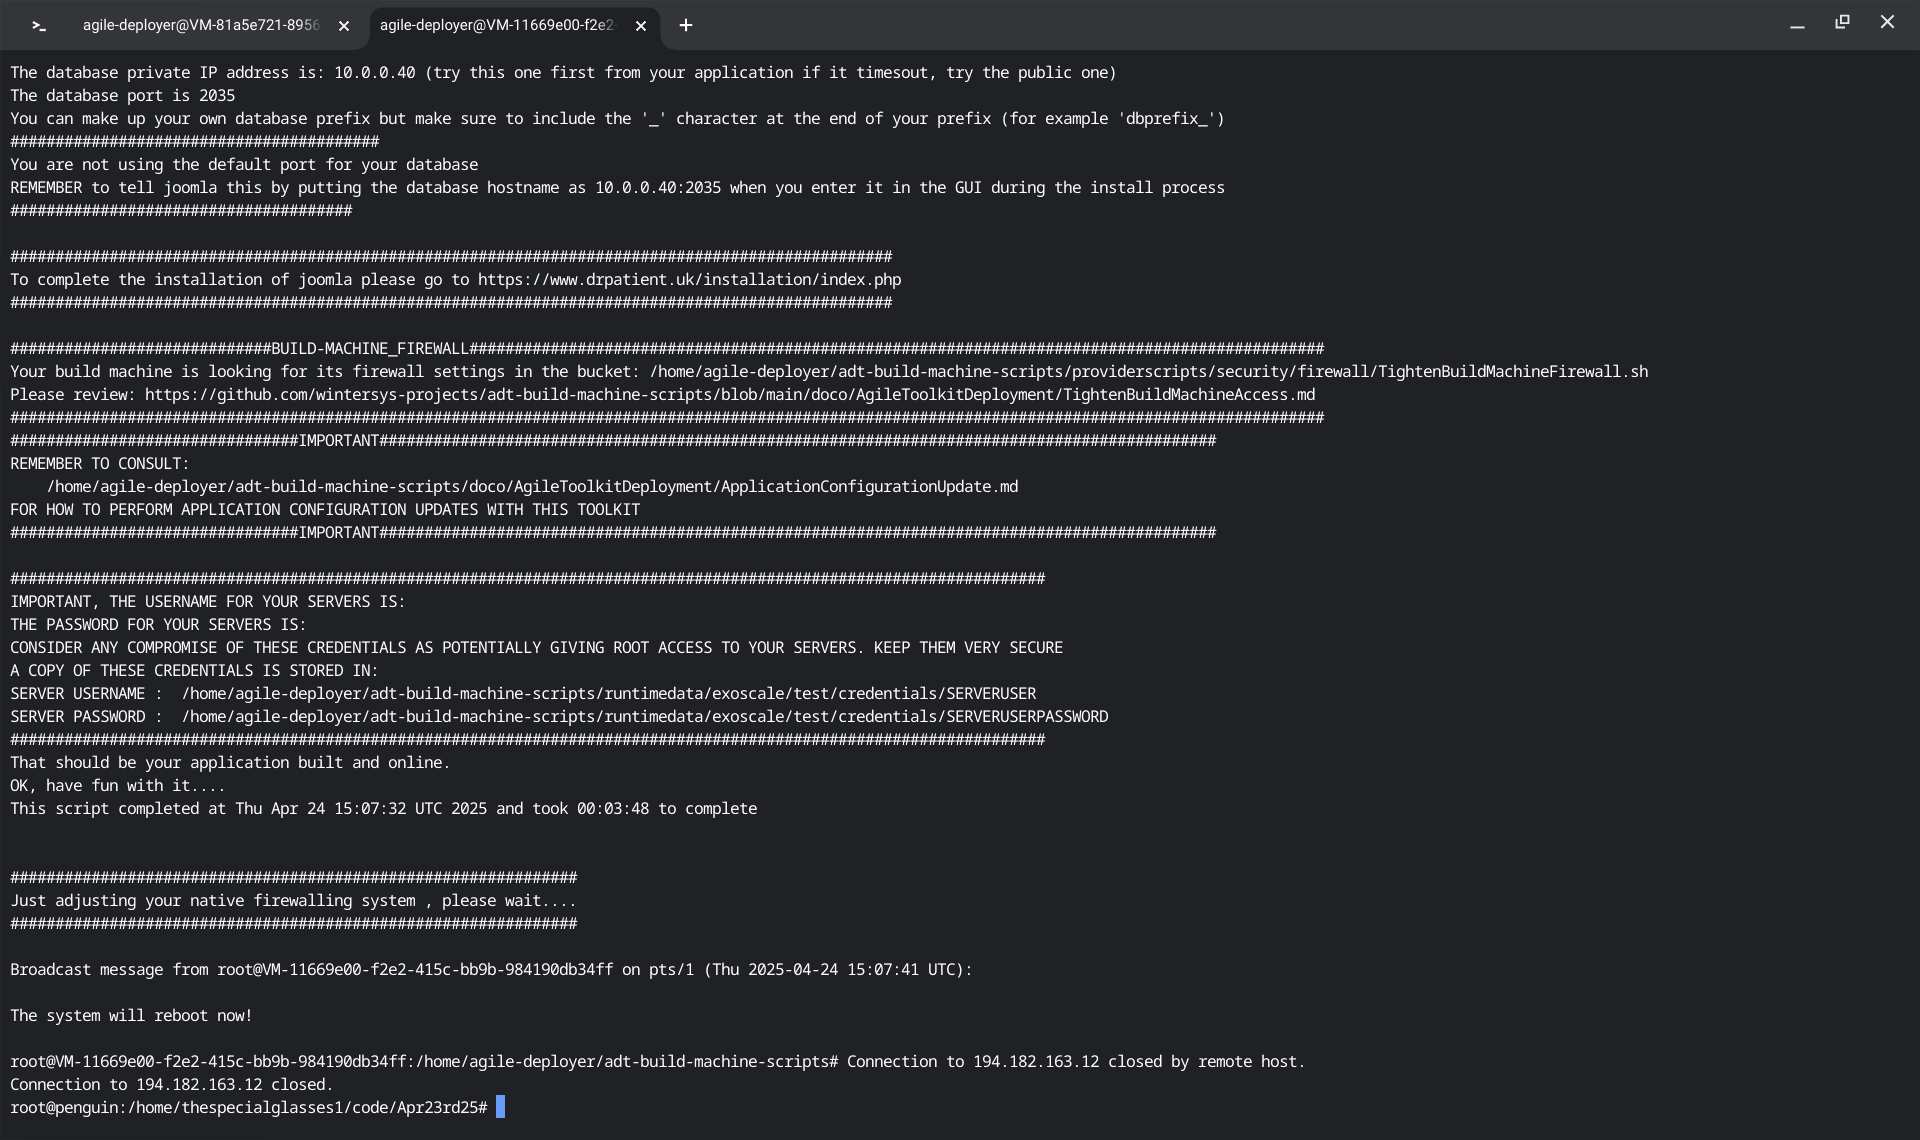 agile-deployer@VM-81a5e721-8956
agile-deployer@VM-11669e00-f2e2-
The database private IP address is: 10.0.0.40 (try this one first from your application if it timesout, try the public one)
The database port is 2035
You can make up your own database prefix but make sure to include the '_' character at the end of your prefix (for example 'dbprefix_')
#########################################
You are not using the default port for your database
REMEMBER to tell joomla this by putting the database hostname as 10.0.0.40:2035 when you enter it in the GUI during the install process
######################################

##################################################################################################
To complete the installation of joomla please go to https://www.drpatient.uk/installation/index.php
##################################################################################################

#############################BUILD-MACHINE_FIREWALL###############################################################################################
Your build machine is looking for its firewall settings in the bucket: /home/agile-deployer/adt-build-machine-scripts/providerscripts/security/firewall/TightenBuildMachineFirewall.sh
Please review: https://github.com/wintersys-projects/adt-build-machine-scripts/blob/main/doco/AgileToolkitDeployment/TightenBuildMachineAccess.md
##################################################################################################################################################
################################IMPORTANT#############################################################################################
REMEMBER TO CONSULT:
    /home/agile-deployer/adt-build-machine-scripts/doco/AgileToolkitDeployment/ApplicationConfigurationUpdate.md
FOR HOW TO PERFORM APPLICATION CONFIGURATION UPDATES WITH THIS TOOLKIT
################################IMPORTANT#############################################################################################

###################################################################################################################
IMPORTANT, THE USERNAME FOR YOUR SERVERS IS:
THE PASSWORD FOR YOUR SERVERS IS:
CONSIDER ANY COMPROMISE OF THESE CREDENTIALS AS POTENTIALLY GIVING ROOT ACCESS TO YOUR SERVERS. KEEP THEM VERY SECURE
A COPY OF THESE CREDENTIALS IS STORED IN:
SERVER USERNAME :  /home/agile-deployer/adt-build-machine-scripts/runtimedata/exoscale/test/credentials/SERVERUSER
SERVER PASSWORD :  /home/agile-deployer/adt-build-machine-scripts/runtimedata/exoscale/test/credentials/SERVERUSERPASSWORD
###################################################################################################################
That should be your application built and online.
OK, have fun with it....
This script completed at Thu Apr 24 15:07:32 UTC 2025 and took 00:03:48 to complete

###############################################################
Just adjusting your native firewalling system , please wait....
###############################################################

Broadcast message from root@VM-11669e00-f2e2-415c-bb9b-984190db34ff on pts/1 (Thu 2025-04-24 15:07:41 UTC):

The system will reboot now!

root@VM-11669e00-f2e2-415c-bb9b-984190db34ff:/home/agile-deployer/adt-build-machine-scripts# Connection to 194.182.163.12 closed by remote host.
Connection to 194.182.163.12 closed.
root@penguin:/home/thespecialglasses1/code/Apr23rd25#